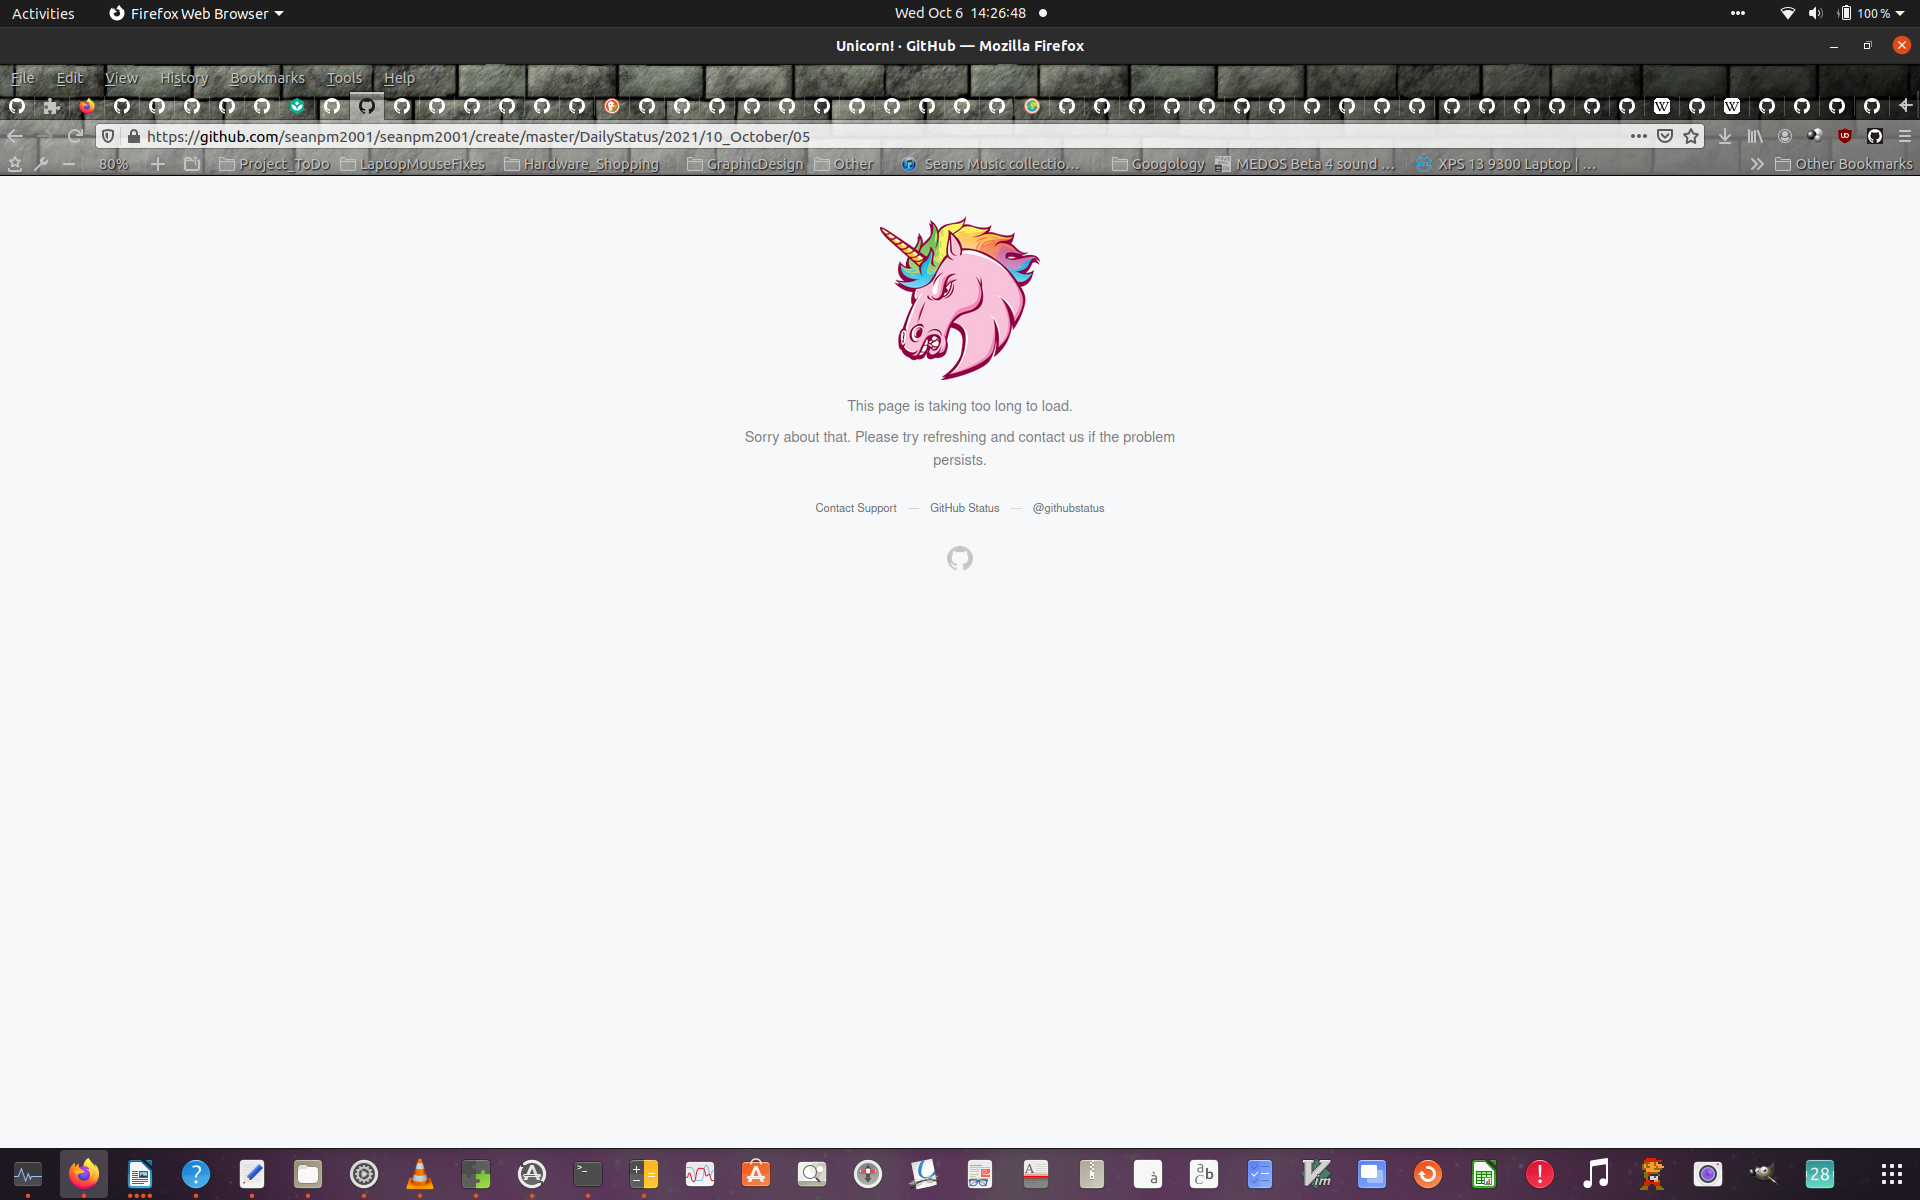 Activities
Firefox Web Browser
Wed Oct 6 14:26:48
100 %
Unicorn! · GitHub — Mozilla Firefox
File Edit View History Bookmarks Tools Help
https://github.com/seanpm2001/seanpm2001/create/master/DailyStatus/2021/10_October/05
80% Project_ToDo LaptopMouseFixes Hardware_Shopping GraphicDesign Other Seans Music collectio… Googology MEDOS Beta 4 sound … XPS 13 9300 Laptop | … Other Bookmarks
This page is taking too long to load.
Sorry about that. Please try refreshing and contact us if the problem
persists.
Contact Support — GitHub Status — @githubstatus
28